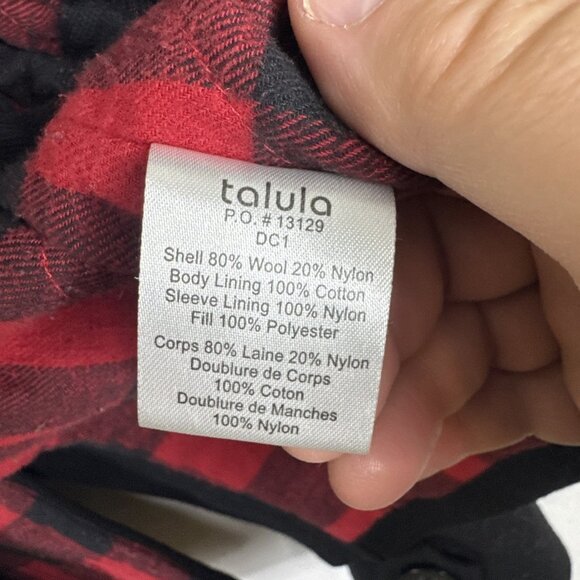 talula
P.O. # 13129
DC1
Shell 80% Wool 20% Nylon
Body Lining 100% Cotton
Sleeve Lining 100% Nylon
Fill 100% Polyester
Corps 80% Laine 20% Nylon
Doublure de Corps
100% Coton
Doublure de Manches
100% Nylon